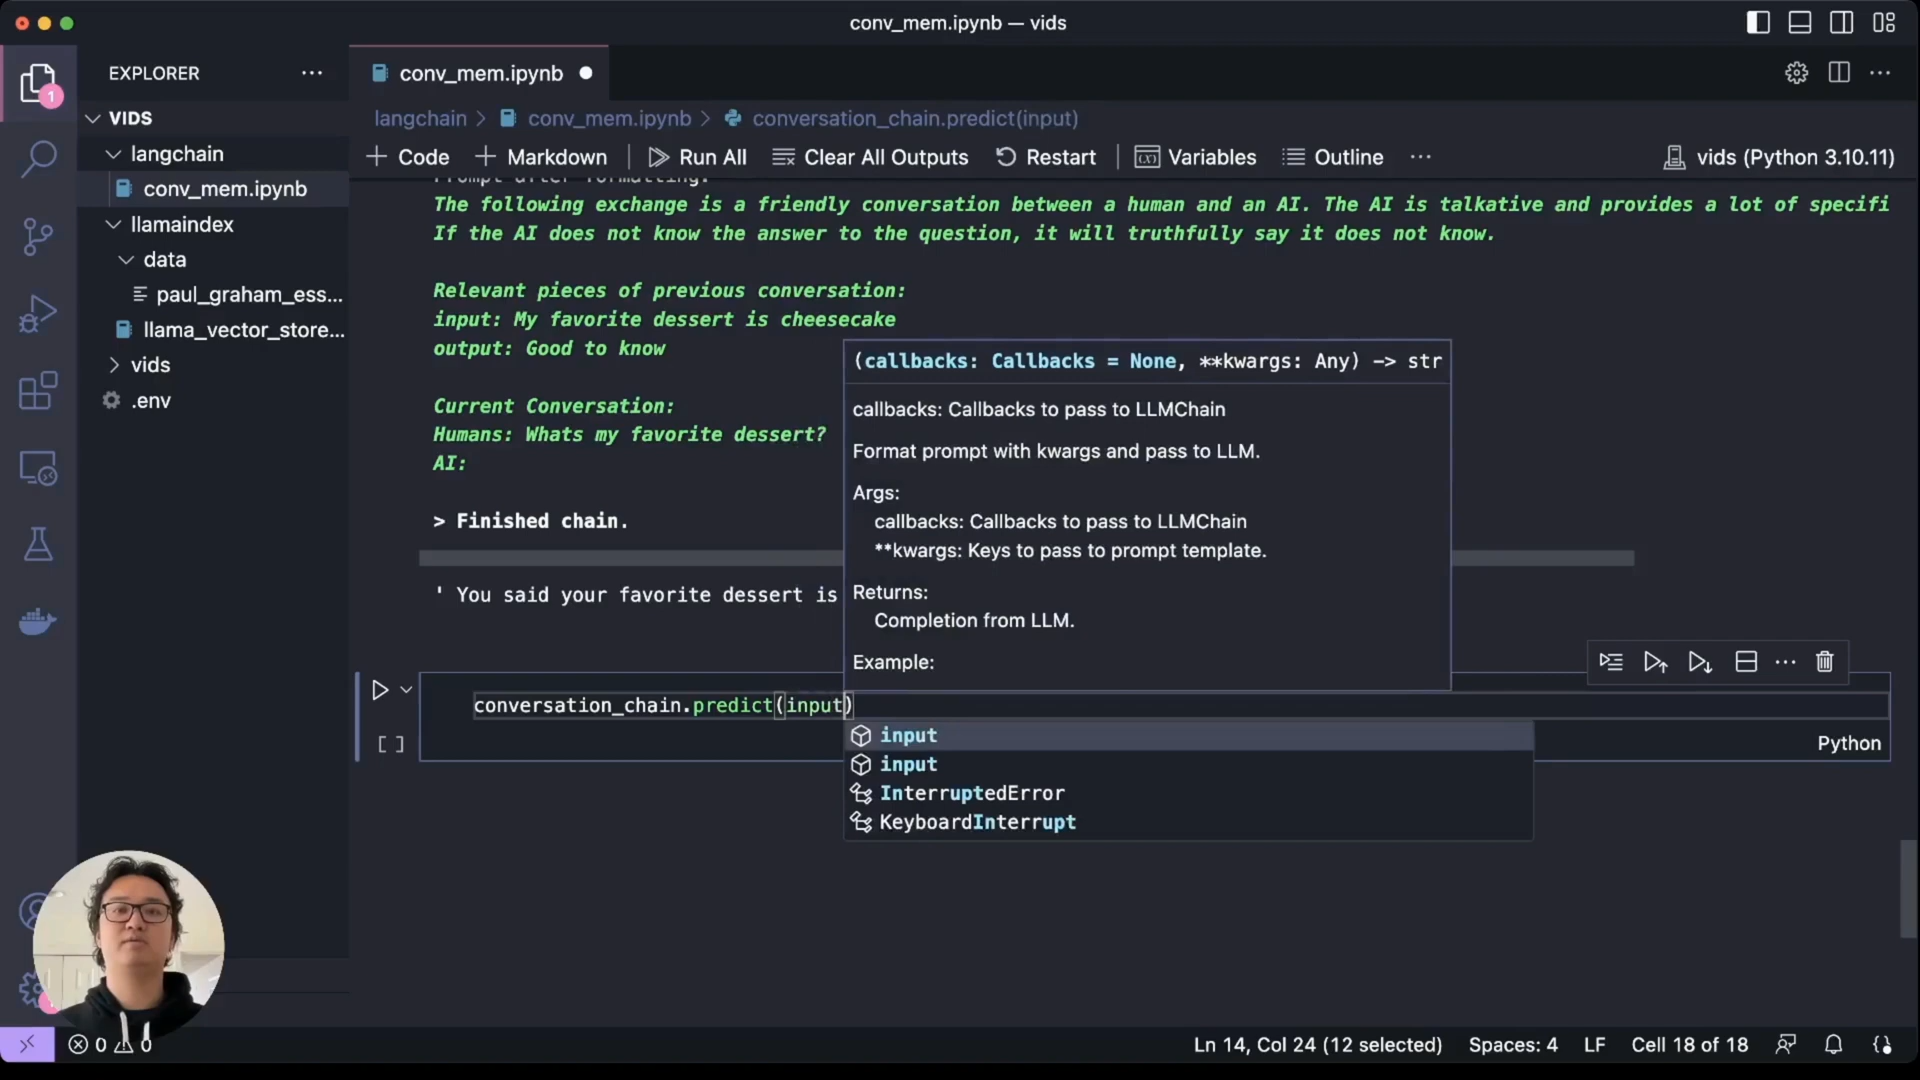 conv_mem.ipynb — vids
EXPLORER
conv_mem.ipynb
1
VIDS
langchain > conv_mem.ipynb > conversation_chain.predict(input)
langchain
+ Code + Markdown Run All Clear All Outputs Restart Variables Outline ... vids (Python 3.10.11)
conv_mem.ipynb
llamaindex
data
paul_graham_ess...
llama_vector_store...
vids
.env
Prompt after formatting:
The following exchange is a friendly conversation between a human and an AI. The AI is talkative and provides a lot of specifi
If the AI does not know the answer to the question, it will truthfully say it does not know.
Relevant pieces of previous conversation:
input: My favorite dessert is cheesecake
output: Good to know
Current Conversation:
Humans: Whats my favorite dessert?
AI:
> Finished chain.
' You said your favorite dessert is
(callbacks: Callbacks = None, **kwargs: Any) -> str
callbacks: Callbacks to pass to LLMChain
Format prompt with kwargs and pass to LLM.
Args:
callbacks: Callbacks to pass to LLMChain
**kwargs: Keys to pass to prompt template.
Returns:
Completion from LLM.
Example:
conversation_chain.predict(input)
[ ]
input
input
InterruptedError
KeyboardInterrupt
Python
0 0
Ln 14, Col 24 (12 selected) Spaces: 4 LF Cell 18 of 18